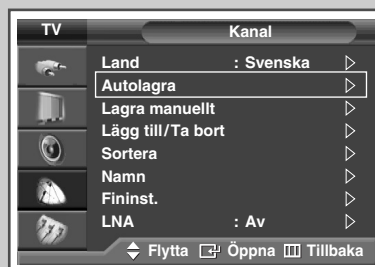 TV Kanal
Land : Svenska
Autolagra
Lagra manuellt
Lägg till/Ta bort
Sortera
Namn
Fininst.
LNA : Av
Flytta Öppna Tillbaka